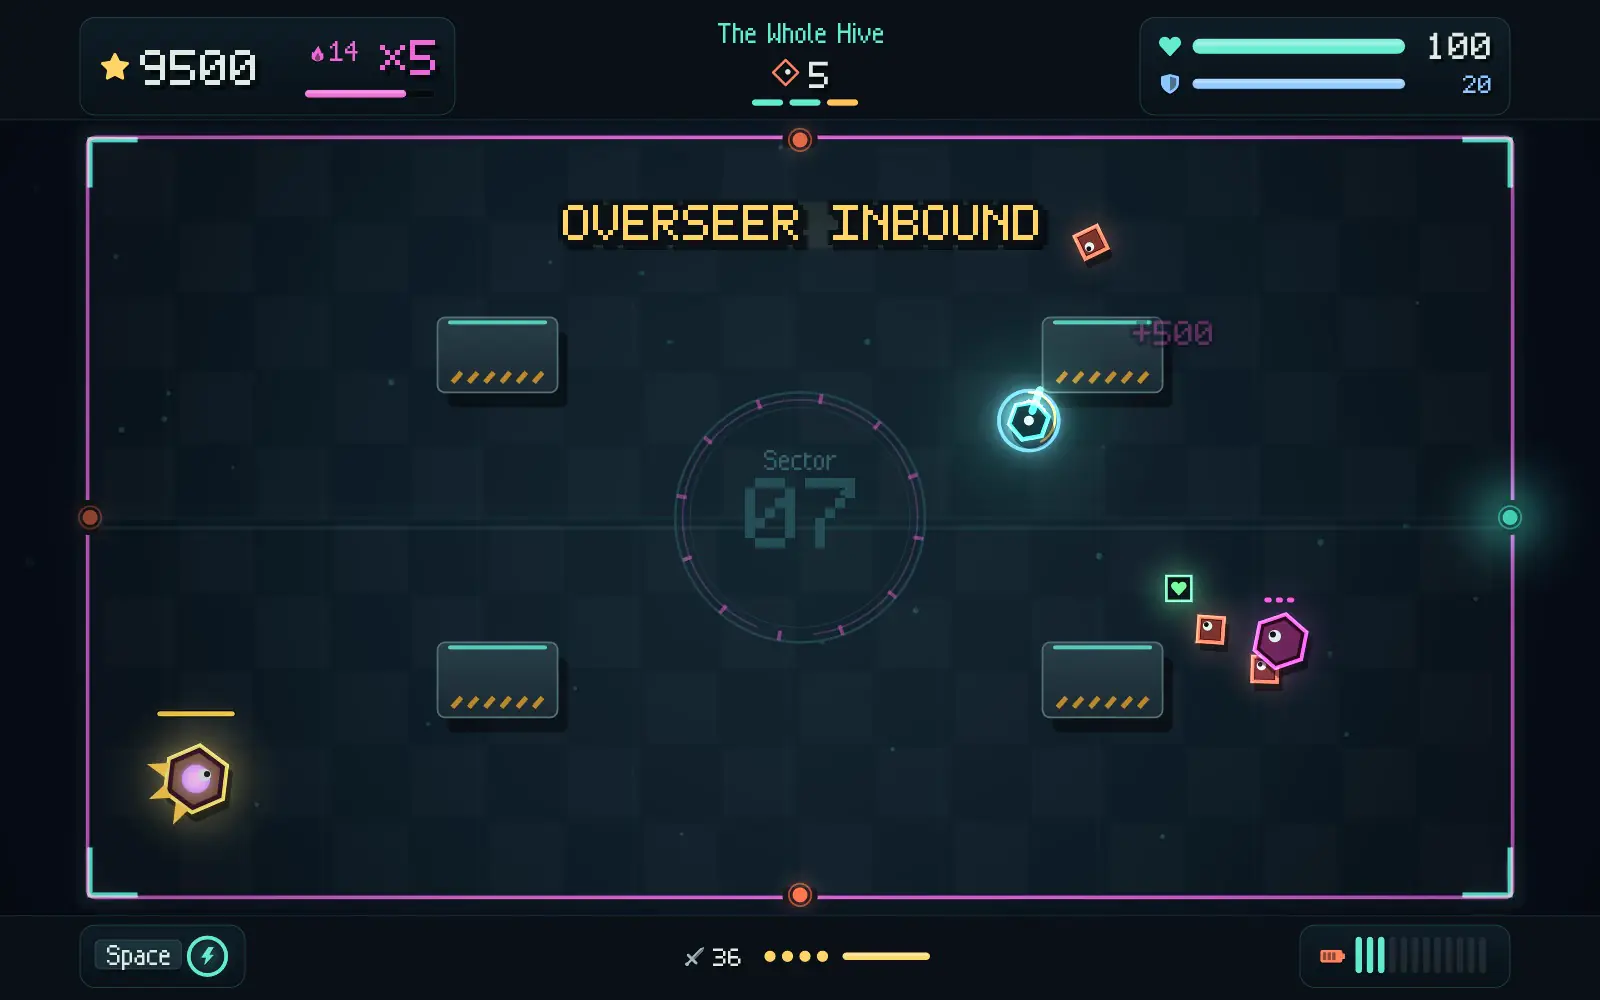 9500
14 x5
The Whole Hive
5
100
20
OVERSEER INBOUND
+500
Sector
07
Space
36